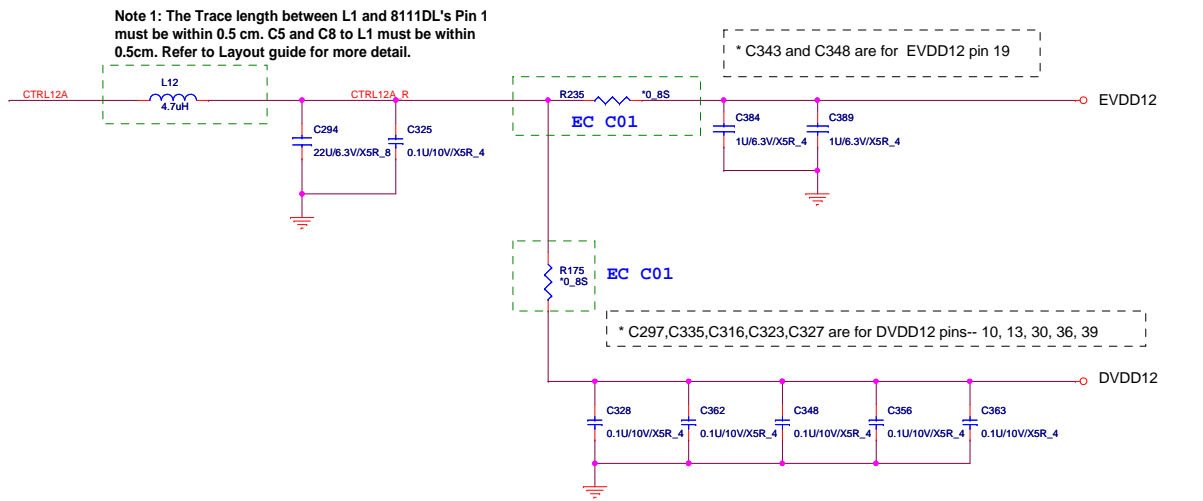 Note 1: The Trace length between L1 and 8111DL's Pin 1
must be within 0.5 cm. C5 and C8 to L1 must be within
0.5cm. Refer to Layout guide for more detail.
* C343 and C348 are for EVDD12 pin 19
CTRL12A
L12
4.7uH
CTRL12A_R
R235
*0_8S
EVDD12
EC C01
C294
22U/6.3V/X5R_8
C325
0.1U/10V/X5R_4
C384
1U/6.3V/X5R_4
C389
1U/6.3V/X5R_4
R175
*0_8S
EC C01
* C297,C335,C316,C323,C327 are for DVDD12 pins-- 10, 13, 30, 36, 39
DVDD12
C328
0.1U/10V/X5R_4
C362
0.1U/10V/X5R_4
C348
0.1U/10V/X5R_4
C356
0.1U/10V/X5R_4
C363
0.1U/10V/X5R_4